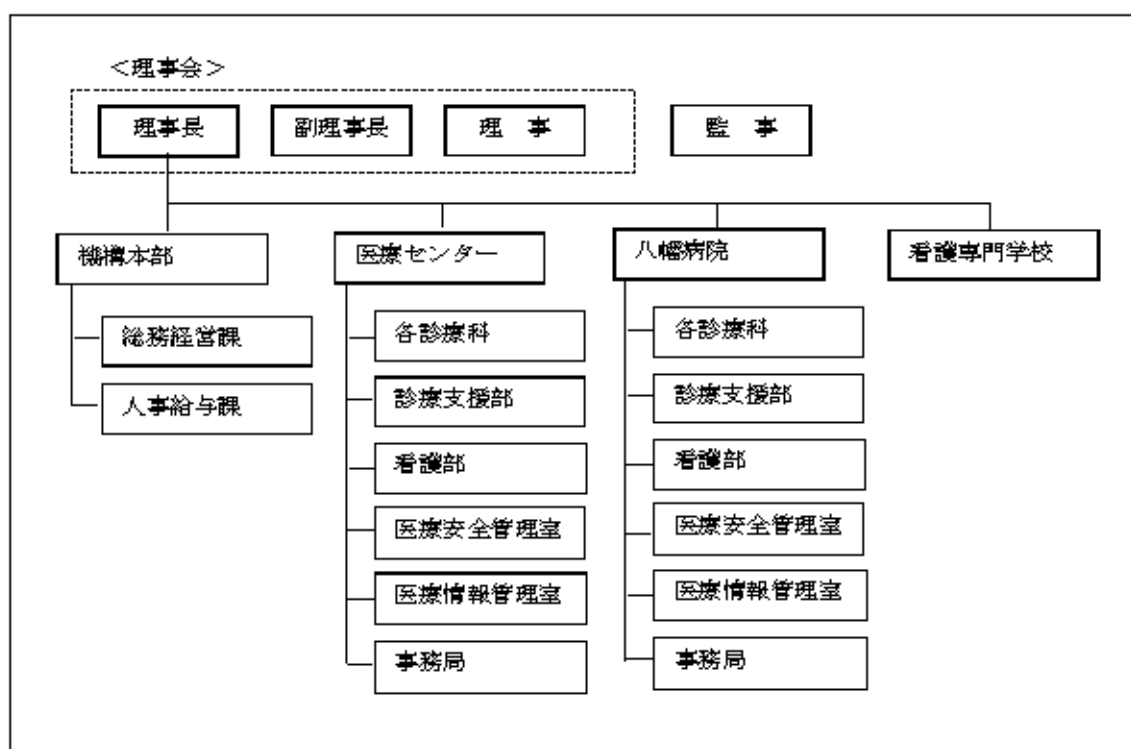 <理事会>
理事長
副理事長
理 事
監 事
機構本部
総務経営課
人事給与課
医療センター
各診療科
診療支援部
看護部
医療安全管理室
医療情報管理室
事務局
八幡病院
各診療科
診療支援部
看護部
医療安全管理室
医療情報管理室
事務局
看護専門学校